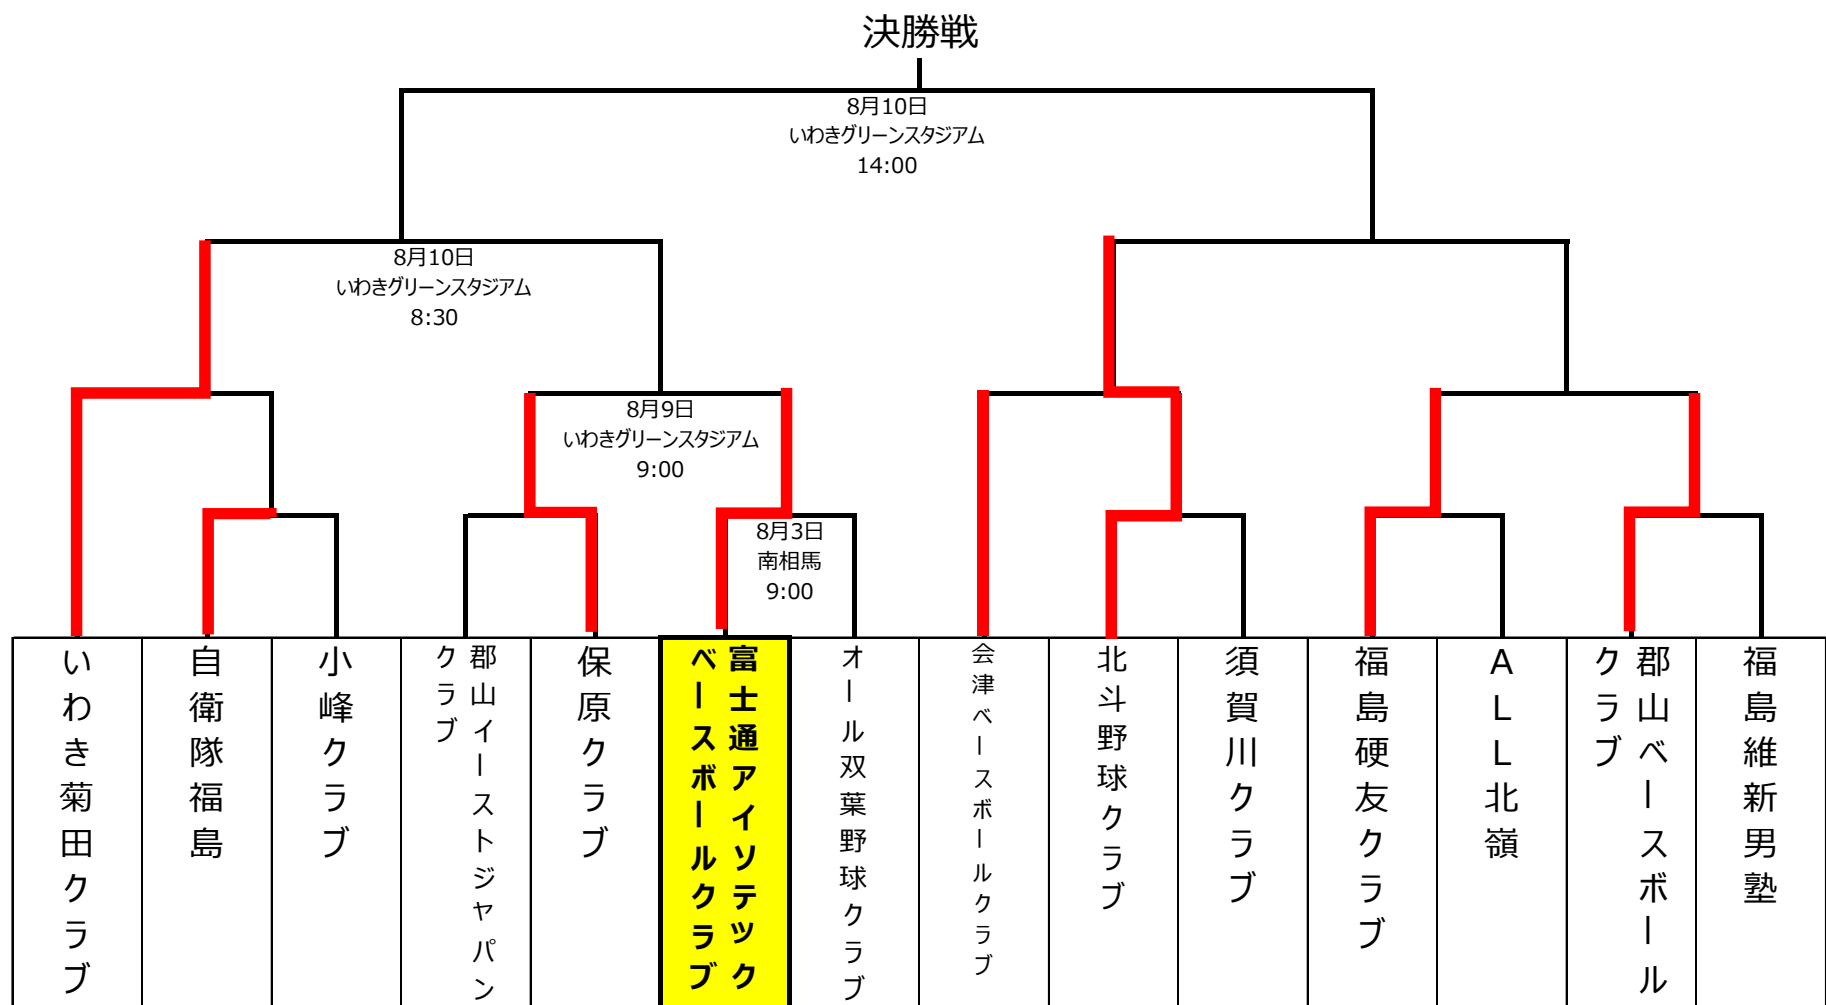 決勝戦
8月10日
いわきグリーンスタジアム
14:00
8月10日
いわきグリーンスタジアム
8:30
8月9日
いわきグリーンスタジアム
9:00
8月3日
南相馬
9:00
いわき菊田クラブ
自衛隊福島
小峰クラブ
郡山イーストジャパン
クラブ
保原クラブ
富士通アイソテック
ベースボールクラブ
オール双葉野球クラブ
会津ベースボールクラブ
北斗野球クラブ
須賀川クラブ
福島硬友クラブ
ALL北嶺
郡山ベースボール
クラブ
福島維新男塾